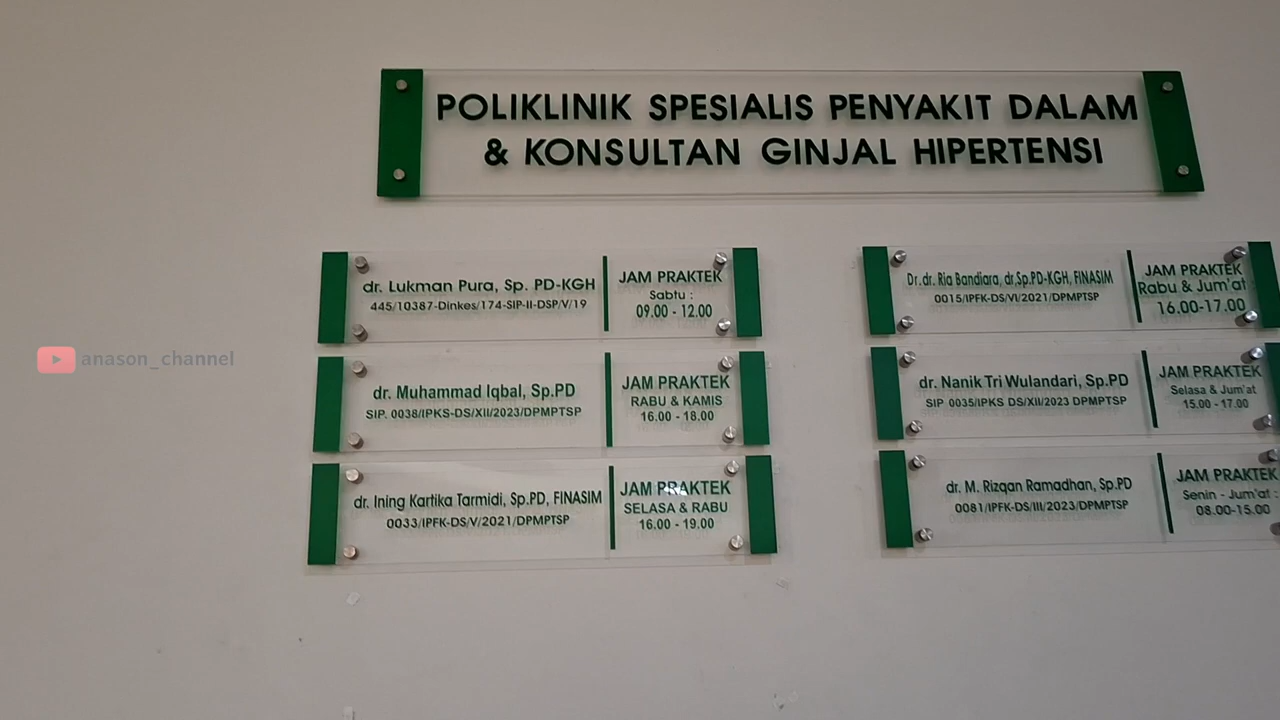 POLIKLINIK SPESIALIS PENYAKIT DALAM
& KONSULTAN GINJAL HIPERTENSI
dr. Lukman Pura, Sp. PD-KGH
445/10387-Dinkes/174-SIP-II-DSP/V/19
JAM PRAKTEK
Sabtu :
09.00 - 12.00
dr. Muhammad Iqbal, Sp.PD
SIP. 0038/IPKS-DS/XII/2023/DPMPTSP
JAM PRAKTEK
RABU & KAMIS
16.00 - 18.00
dr. Ining Kartika Tarmidi, Sp.PD, FINASIM
0033/IPFK-DS/V/2021/DPMPTSP
JAM PRAKTEK
SELASA & RABU
16.00 - 19.00
Dr. dr. Ria Bandiara, dr.Sp.PD-KGH, FINASIM
0015/IPFK-DS/VI/2021/DPMPTSP
JAM PRAKTEK
Rabu & Jum'at :
16.00-17.00
dr. Nanik Tri Wulandari, Sp.PD
SIP. 0035/IPKS DS/XII/2023 DPMPTSP
JAM PRAKTEK
Selasa & Jum'at
15.00 - 17.00
dr. M. Rizqan Ramadhan, Sp.PD
0081/IPFK-DS/III/2023/DPMPTSP
JAM PRAKTEK
Senin - Jum'at :
08.00-15.00
anason_channel